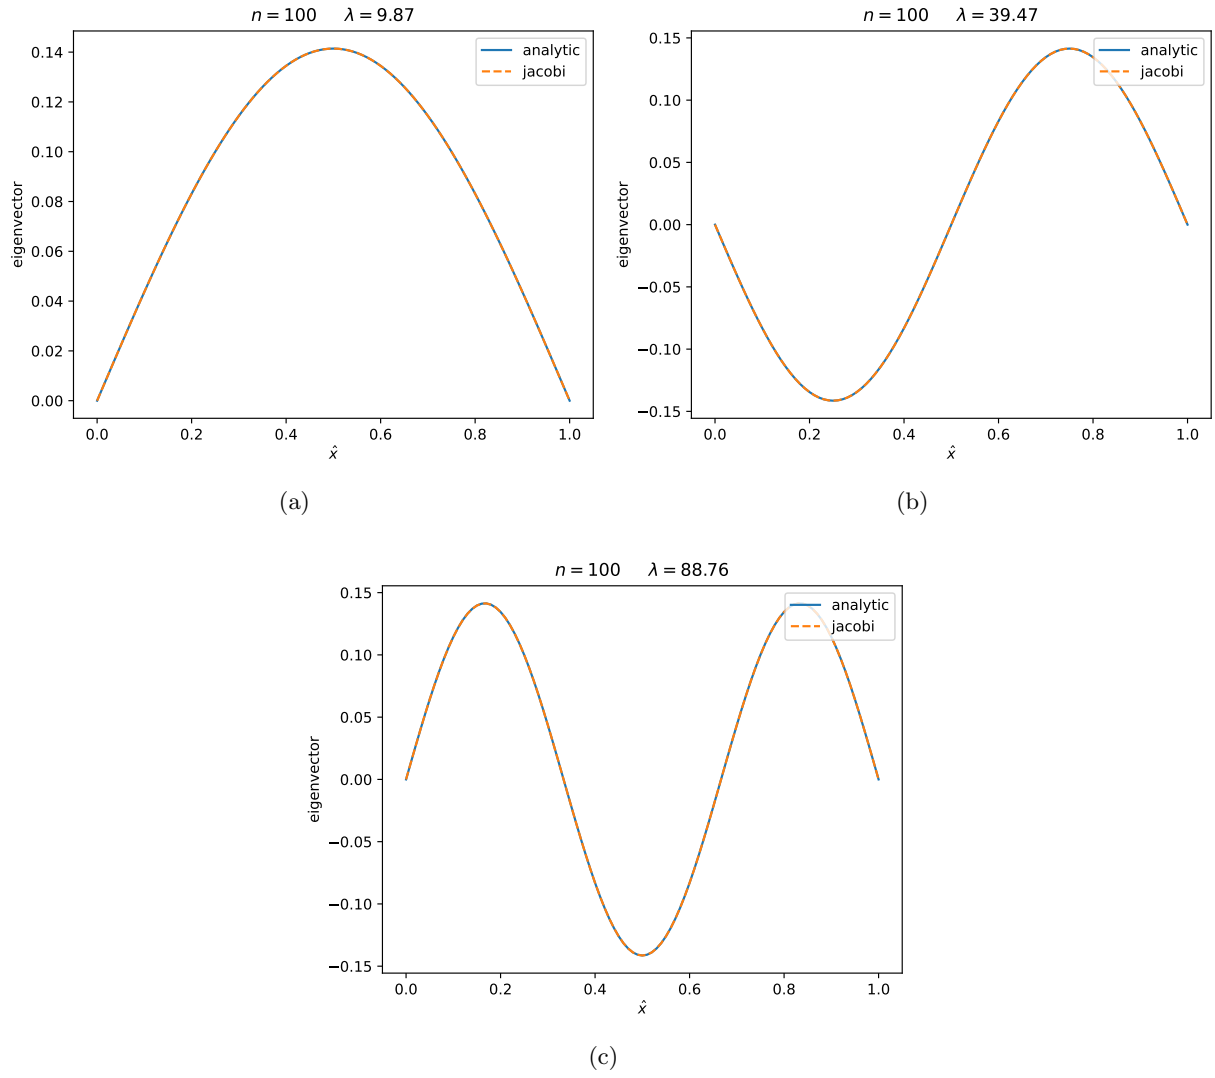 n = 100 λ = 9.87
analytic
jacobi
eigenvector
0.14
0.12
0.10
0.08
0.06
0.04
0.02
0.00
0.0 0.2 0.4 0.6 0.8 1.0
x̂
(a)
n = 100 λ = 39.47
analytic
jacobi
eigenvector
0.15
0.10
0.05
0.00
−0.05
−0.10
−0.15
0.0 0.2 0.4 0.6 0.8 1.0
x̂
(b)
n = 100 λ = 88.76
analytic
jacobi
eigenvector
0.15
0.10
0.05
0.00
−0.05
−0.10
−0.15
0.0 0.2 0.4 0.6 0.8 1.0
x̂
(c)